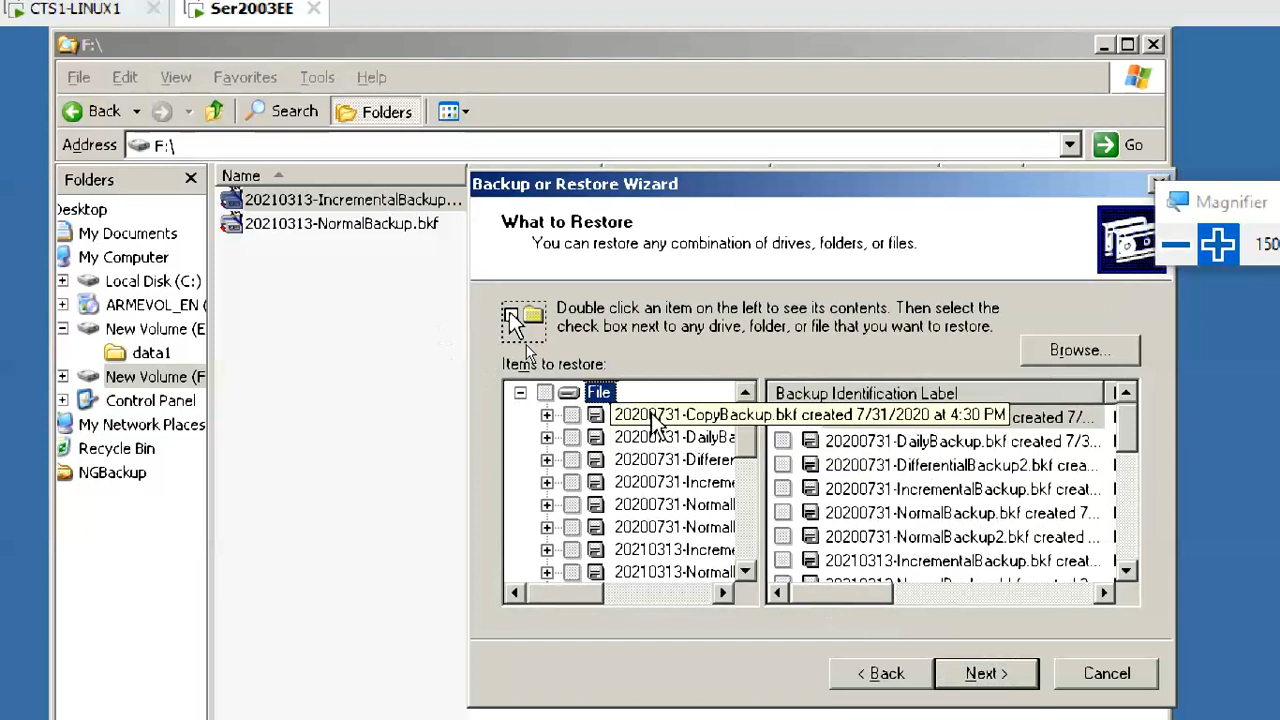 CTS1-LINUX1
Ser2003EE
F:\
File Edit View Favorites Tools Help
Back Search Folders
Address F:\ Go
Folders
Name
Desktop
My Documents
My Computer
Local Disk (C:)
ARMEVOL_EN (
New Volume (E
data1
New Volume (F
Control Panel
My Network Places
Recycle Bin
NGBackup
20210313-IncrementalBackup...
20210313-NormalBackup.bkf
Backup or Restore Wizard
Magnifier
150
What to Restore
You can restore any combination of drives, folders, or files.
Double click an item on the left to see its contents. Then select the
check box next to any drive, folder, or file that you want to restore.
Browse...
Items to restore:
File
20200731-CopyBackup.bkf created 7/31/2020 at 4:30 PM
20200731-DailyBa
20200731-Differen
20200731-Increme
20200731-Normall
20200731-Normall
20210313-Increme
20210313-Normall
Backup Identification Label
created 7/...
20200731-DailyBackup.bkf created 7/3...
20200731-DifferentialBackup2.bkf crea...
20200731-IncrementalBackup.bkf creat...
20200731-NormalBackup.bkf created 7...
20200731-NormalBackup2.bkf created ...
20210313-IncrementalBackup.bkf creat...
< Back
Next >
Cancel